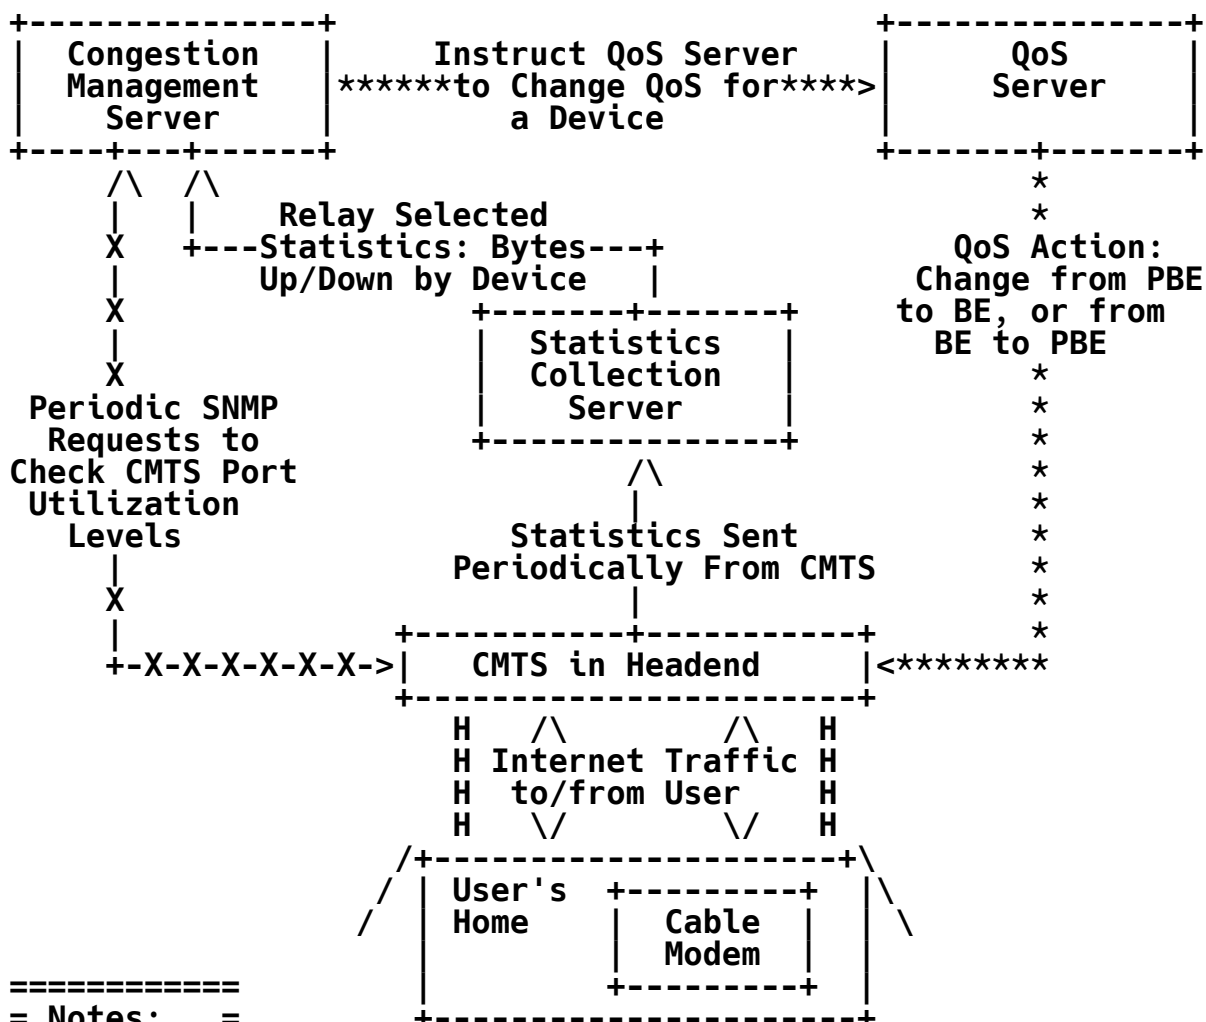 +----------------+                            +---------------+
|   Congestion   |     Instruct QoS Server    |      QoS      |
|   Management   |******to Change QoS for****>|     Server    |
|     Server     |         a Device           |               |
+----+---+------+                            +-------+-------+
     /\  /\                                          *
     |   |    Relay Selected                         *
     X   +---Statistics: Bytes---+               QoS Action:
     |       Up/Down by Device   |             Change from PBE
     X                  +-------+-------+     to BE, or from
     |                  |  Statistics   |       BE to PBE
     X                  |  Collection   |            *
 Periodic SNMP          |    Server     |            *
  Requests to           +---------------+            *
Check CMTS Port                 /\                   *
 Utilization                    |                    *
   Levels                 Statistics Sent            *
     |                 Periodically From CMTS        *
     X                          |                    *
     |              +-----------+-----------+        *
     +-X-X-X-X-X-X->|   CMTS in Headend     |<********
                    +-----------------------+
                       H   /\        /\   H
                       H Internet Traffic H
                       H  to/from User    H
                       H   \/        \/   H
                    /+---------------------+\
                   / | User's  +---------+  |\
                  /  | Home    |  Cable  |  | \
                     |         |  Modem  |  |
============         |         +---------+  |
= Notes:   =         +----------------------+